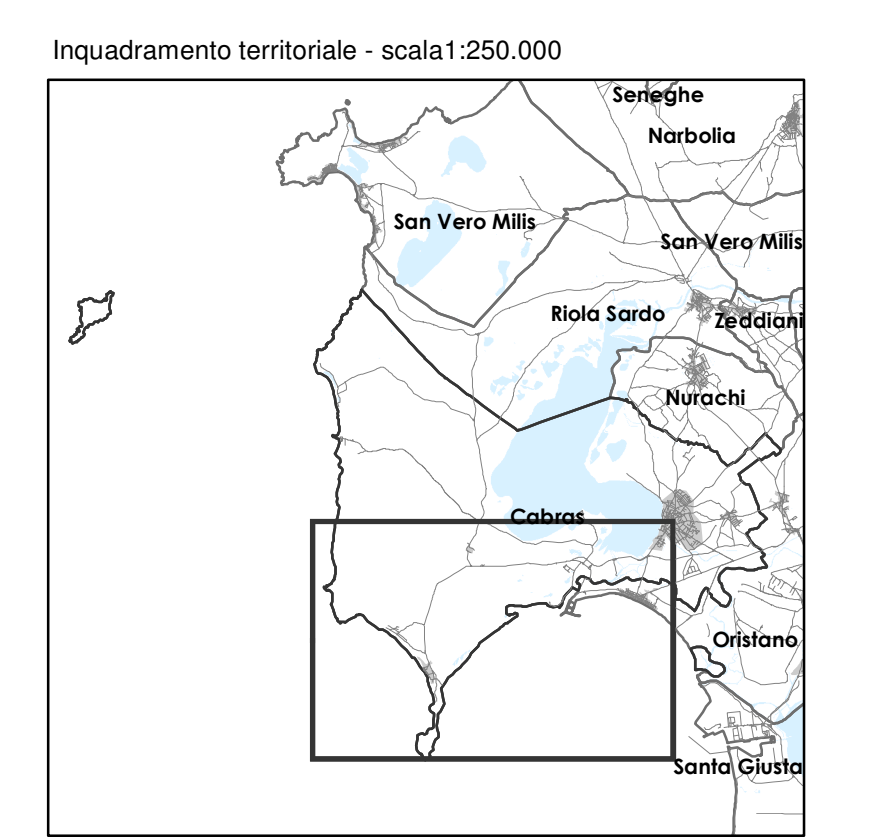 Inquadramento territoriale - scala1:250.000
Seneghe
Narbolia
San Vero Milis
San Vero Milis
Riola Sardo
Zeddiani
Nurachi
Cabras
Oristano
Santa Giusta